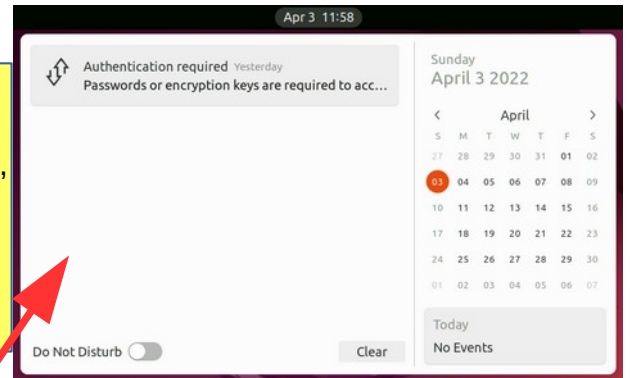 Apr 3 11:58
Authentication required Yesterday
Passwords or encryption keys are required to acc...
,
Do Not Disturb
Clear
Sunday
April 3 2022
< April >
S M T W T F S
27 28 29 30 31 01 02
03 04 05 06 07 08 09
10 11 12 13 14 15 16
17 18 19 20 21 22 23
24 25 26 27 28 29 30
01 02 03 04 05 06 07
Today
No Events